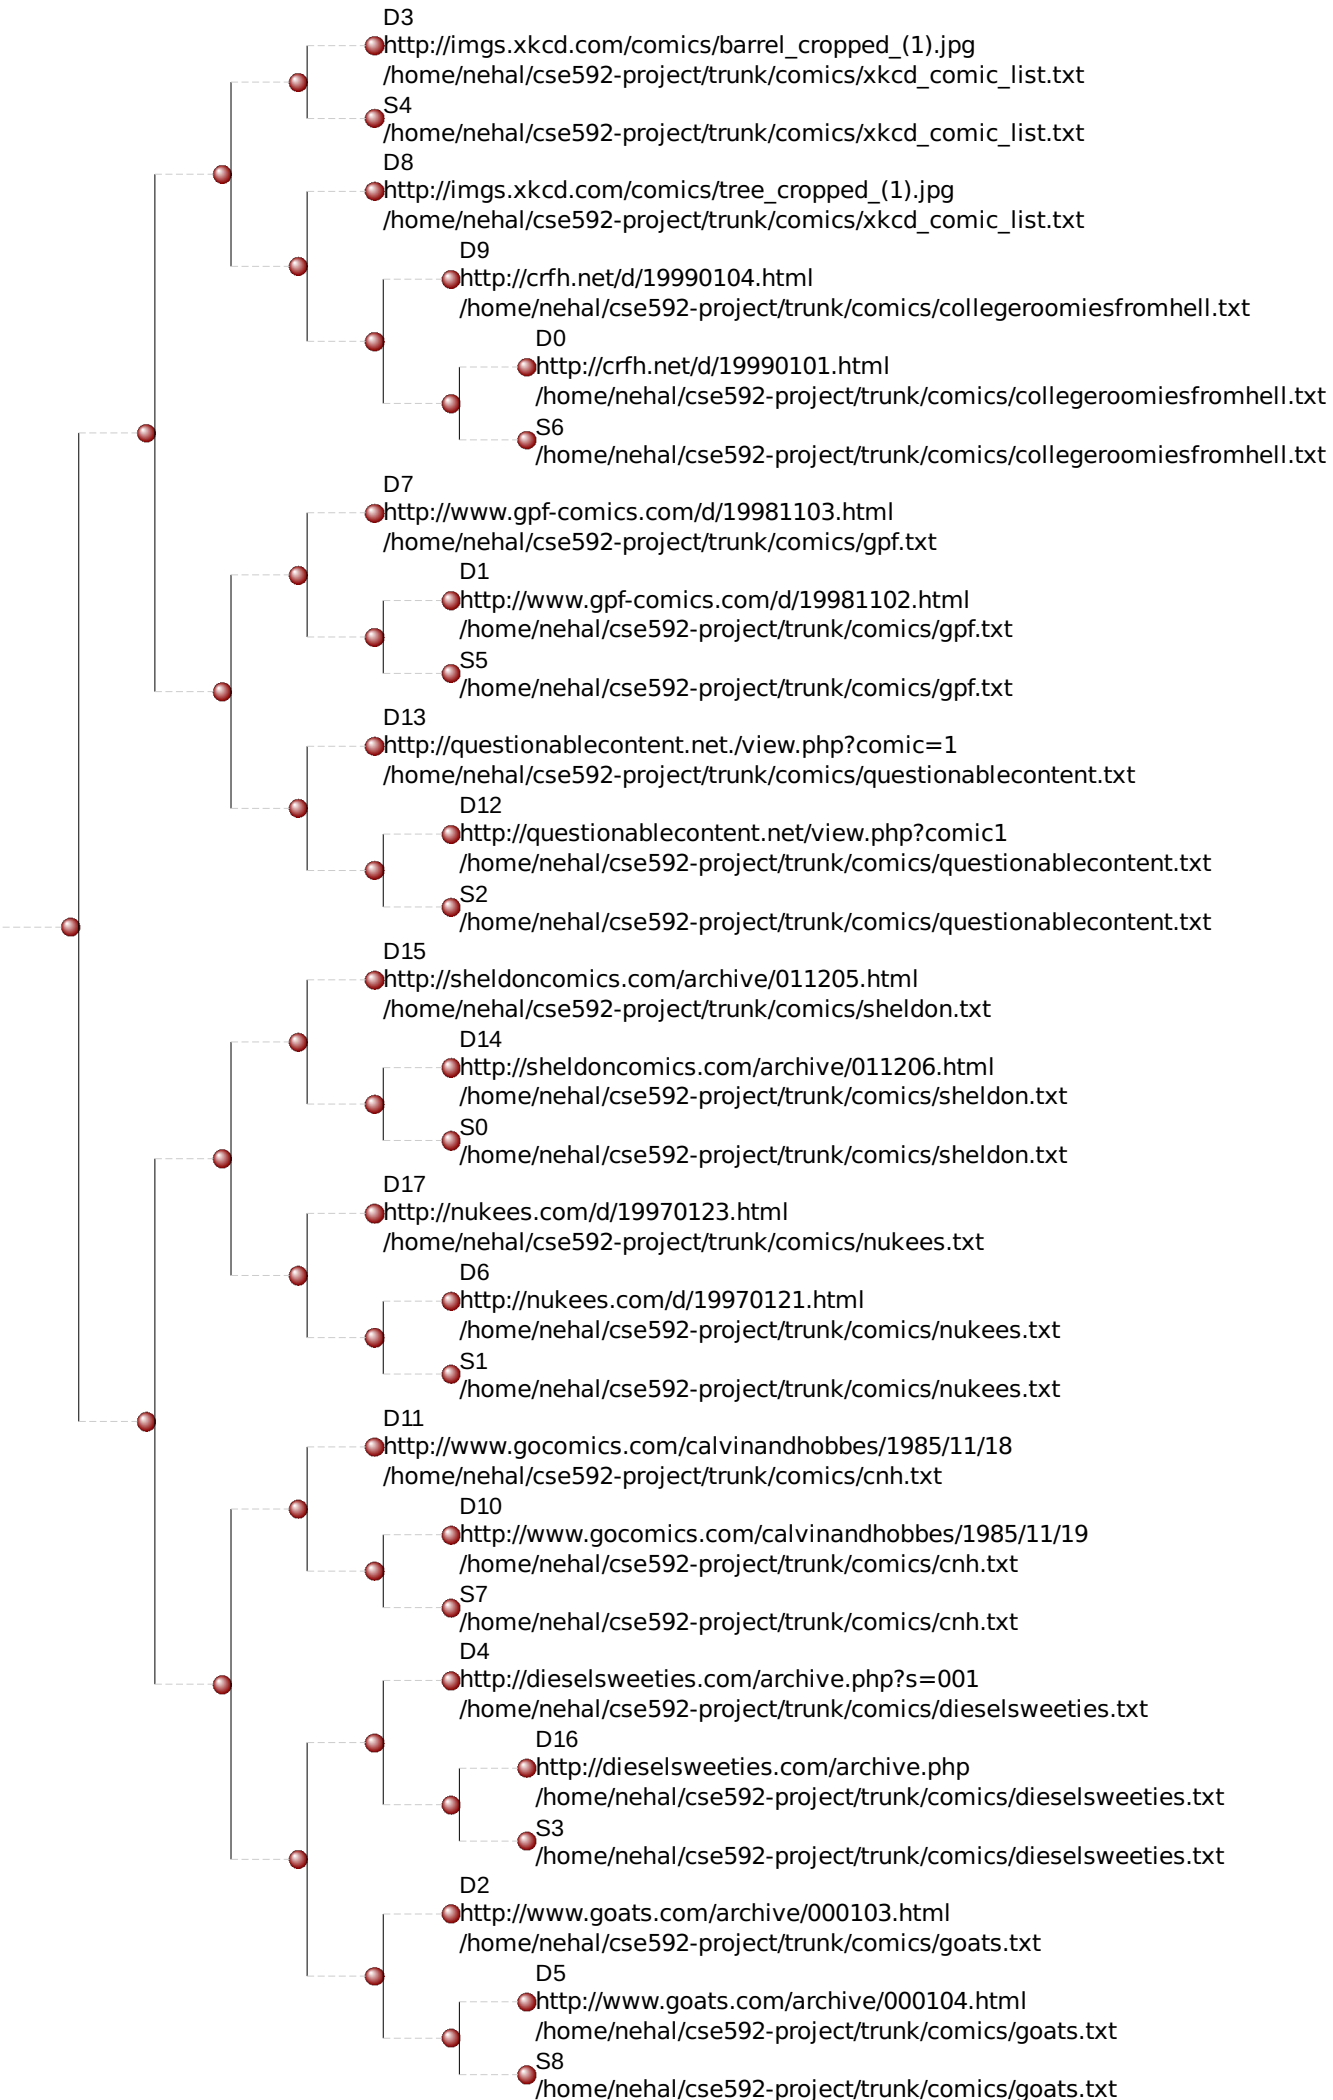 D3
http://imgs.xkcd.com/comics/barrel_cropped_(1).jpg
/home/nehal/cse592-project/trunk/comics/xkcd_comic_list.txt
S4
/home/nehal/cse592-project/trunk/comics/xkcd_comic_list.txt
D8
http://imgs.xkcd.com/comics/tree_cropped_(1).jpg
/home/nehal/cse592-project/trunk/comics/xkcd_comic_list.txt
D9
http://crfh.net/d/19990104.html
/home/nehal/cse592-project/trunk/comics/collegeroomiesfromhell.txt
D0
http://crfh.net/d/19990101.html
/home/nehal/cse592-project/trunk/comics/collegeroomiesfromhell.txt
S6
/home/nehal/cse592-project/trunk/comics/collegeroomiesfromhell.txt
D7
http://www.gpf-comics.com/d/19981103.html
/home/nehal/cse592-project/trunk/comics/gpf.txt
D1
http://www.gpf-comics.com/d/19981102.html
/home/nehal/cse592-project/trunk/comics/gpf.txt
S5
/home/nehal/cse592-project/trunk/comics/gpf.txt
D13
http://questionablecontent.net./view.php?comic=1
/home/nehal/cse592-project/trunk/comics/questionablecontent.txt
D12
http://questionablecontent.net/view.php?comic1
/home/nehal/cse592-project/trunk/comics/questionablecontent.txt
S2
/home/nehal/cse592-project/trunk/comics/questionablecontent.txt
D15
http://sheldoncomics.com/archive/011205.html
/home/nehal/cse592-project/trunk/comics/sheldon.txt
D14
http://sheldoncomics.com/archive/011206.html
/home/nehal/cse592-project/trunk/comics/sheldon.txt
S0
/home/nehal/cse592-project/trunk/comics/sheldon.txt
D17
http://nukees.com/d/19970123.html
/home/nehal/cse592-project/trunk/comics/nukees.txt
D6
http://nukees.com/d/19970121.html
/home/nehal/cse592-project/trunk/comics/nukees.txt
S1
/home/nehal/cse592-project/trunk/comics/nukees.txt
D11
http://www.gocomics.com/calvinandhobbes/1985/11/18
/home/nehal/cse592-project/trunk/comics/cnh.txt
D10
http://www.gocomics.com/calvinandhobbes/1985/11/19
/home/nehal/cse592-project/trunk/comics/cnh.txt
S7
/home/nehal/cse592-project/trunk/comics/cnh.txt
D4
http://dieselsweeties.com/archive.php?s=001
/home/nehal/cse592-project/trunk/comics/dieselsweeties.txt
D16
http://dieselsweeties.com/archive.php
/home/nehal/cse592-project/trunk/comics/dieselsweeties.txt
S3
/home/nehal/cse592-project/trunk/comics/dieselsweeties.txt
D2
http://www.goats.com/archive/000103.html
/home/nehal/cse592-project/trunk/comics/goats.txt
D5
http://www.goats.com/archive/000104.html
/home/nehal/cse592-project/trunk/comics/goats.txt
S8
/home/nehal/cse592-project/trunk/comics/goats.txt